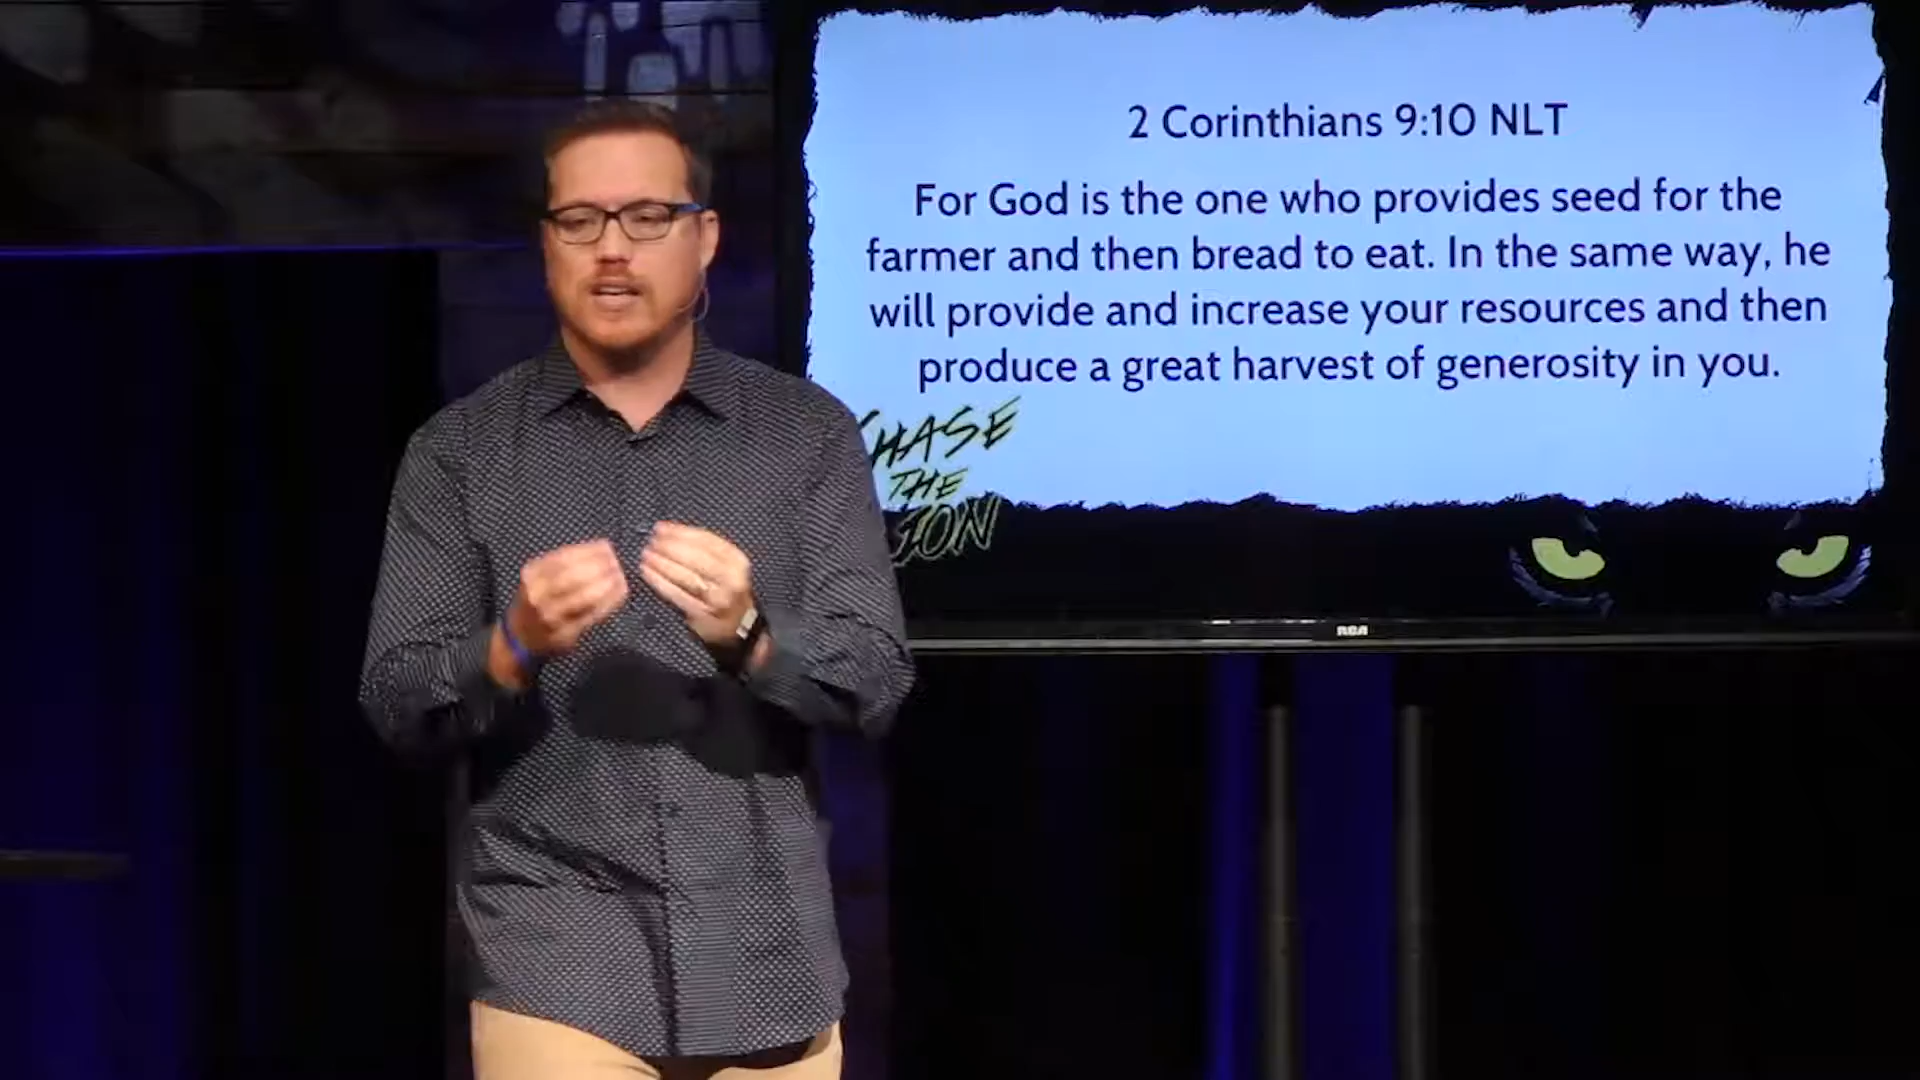 2 Corinthians 9:10 NLT
For God is the one who provides seed for the
farmer and then bread to eat. In the same way, he
will provide and increase your resources and then
produce a great harvest of generosity in you.
CHASE
THE
LION
RCA